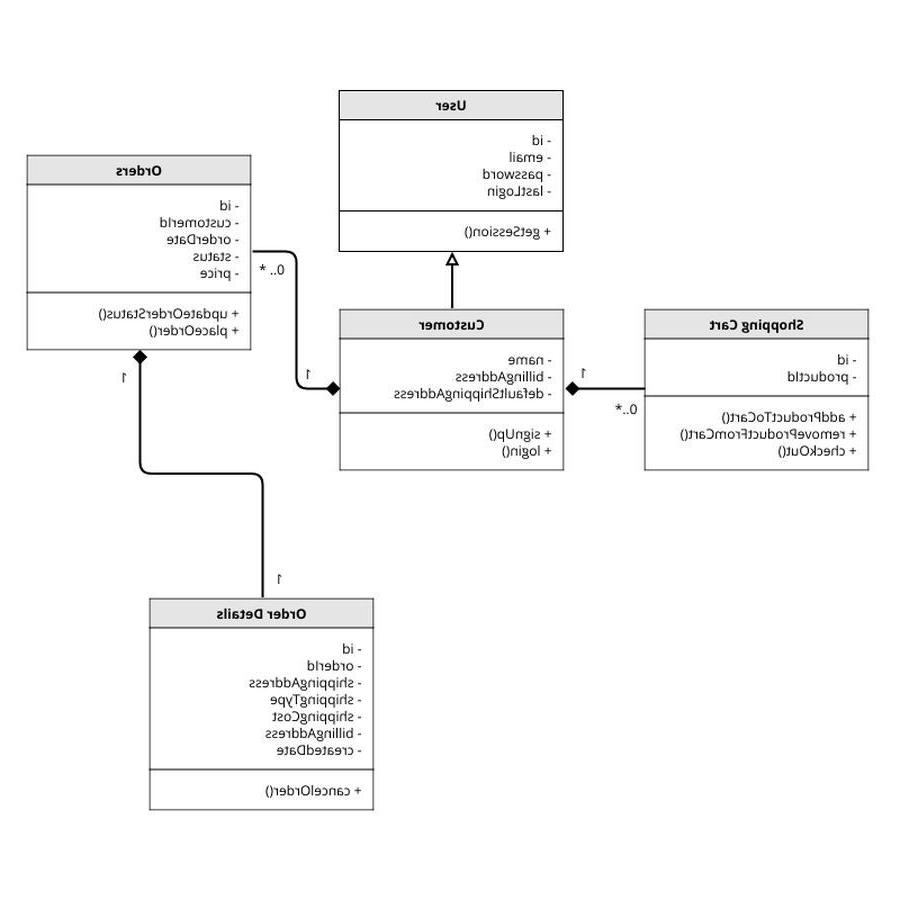 User
- id
- email
- password
- lastLogin
+ getSession()
Orders
- id
- customerId
- orderDate
- status
- price
+ updateOrderStatus()
+ placeOrder()
0.. *
1
1
Customer
- name
- billingAddress
- defaultShippingAddress
+ signUp()
+ login()
1
0..*
Shopping Cart
- id
- productId
+ addProductToCart()
+ removeProductFromCart()
+ checkOut()
1
Order Details
- id
- orderId
- shippingAddress
- shippingType
- shippingCost
- billingAddress
- createdDate
+ cancelOrder()